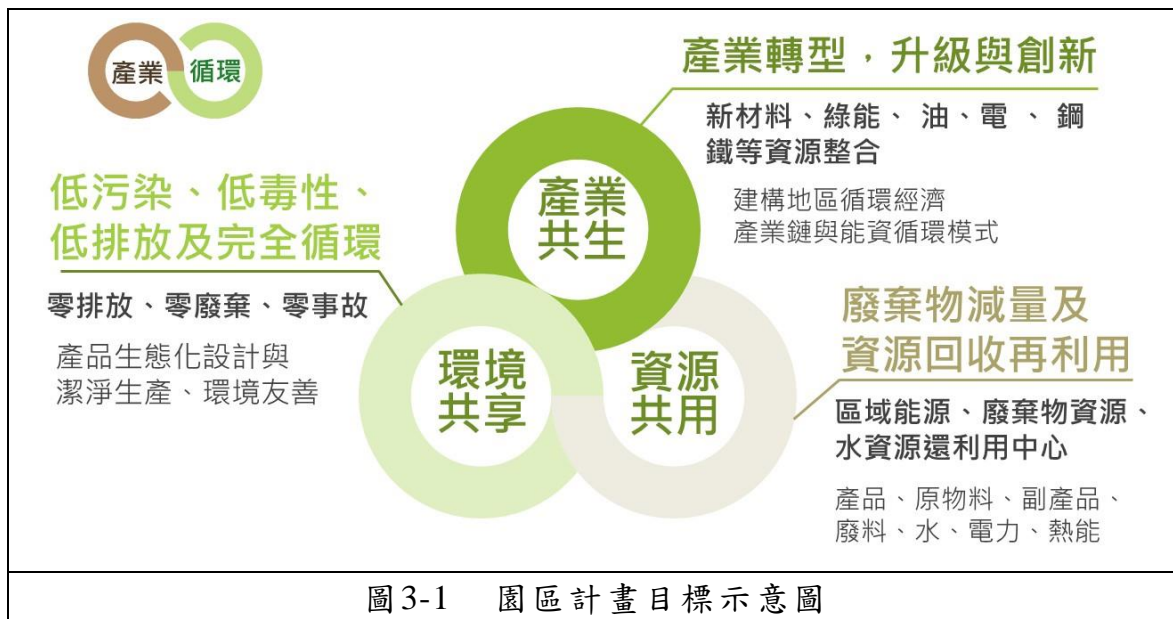 產業 循環
產業轉型，升級與創新
新材料、綠能、 油、電 、 鋼
鐵等資源整合
建構地區循環經濟
產業鏈與能資循環模式
產業
共生
低污染、低毒性、
低排放及完全循環
零排放、零廢棄、零事故
產品生態化設計與
潔淨生產、環境友善
環境
共享
資源
共用
廢棄物減量及
資源回收再利用
區域能源、廢棄物資源、
水資源還利用中心
產品、原物料、副產品、
廢料、水、電力、熱能
圖3-1 園區計畫目標示意圖